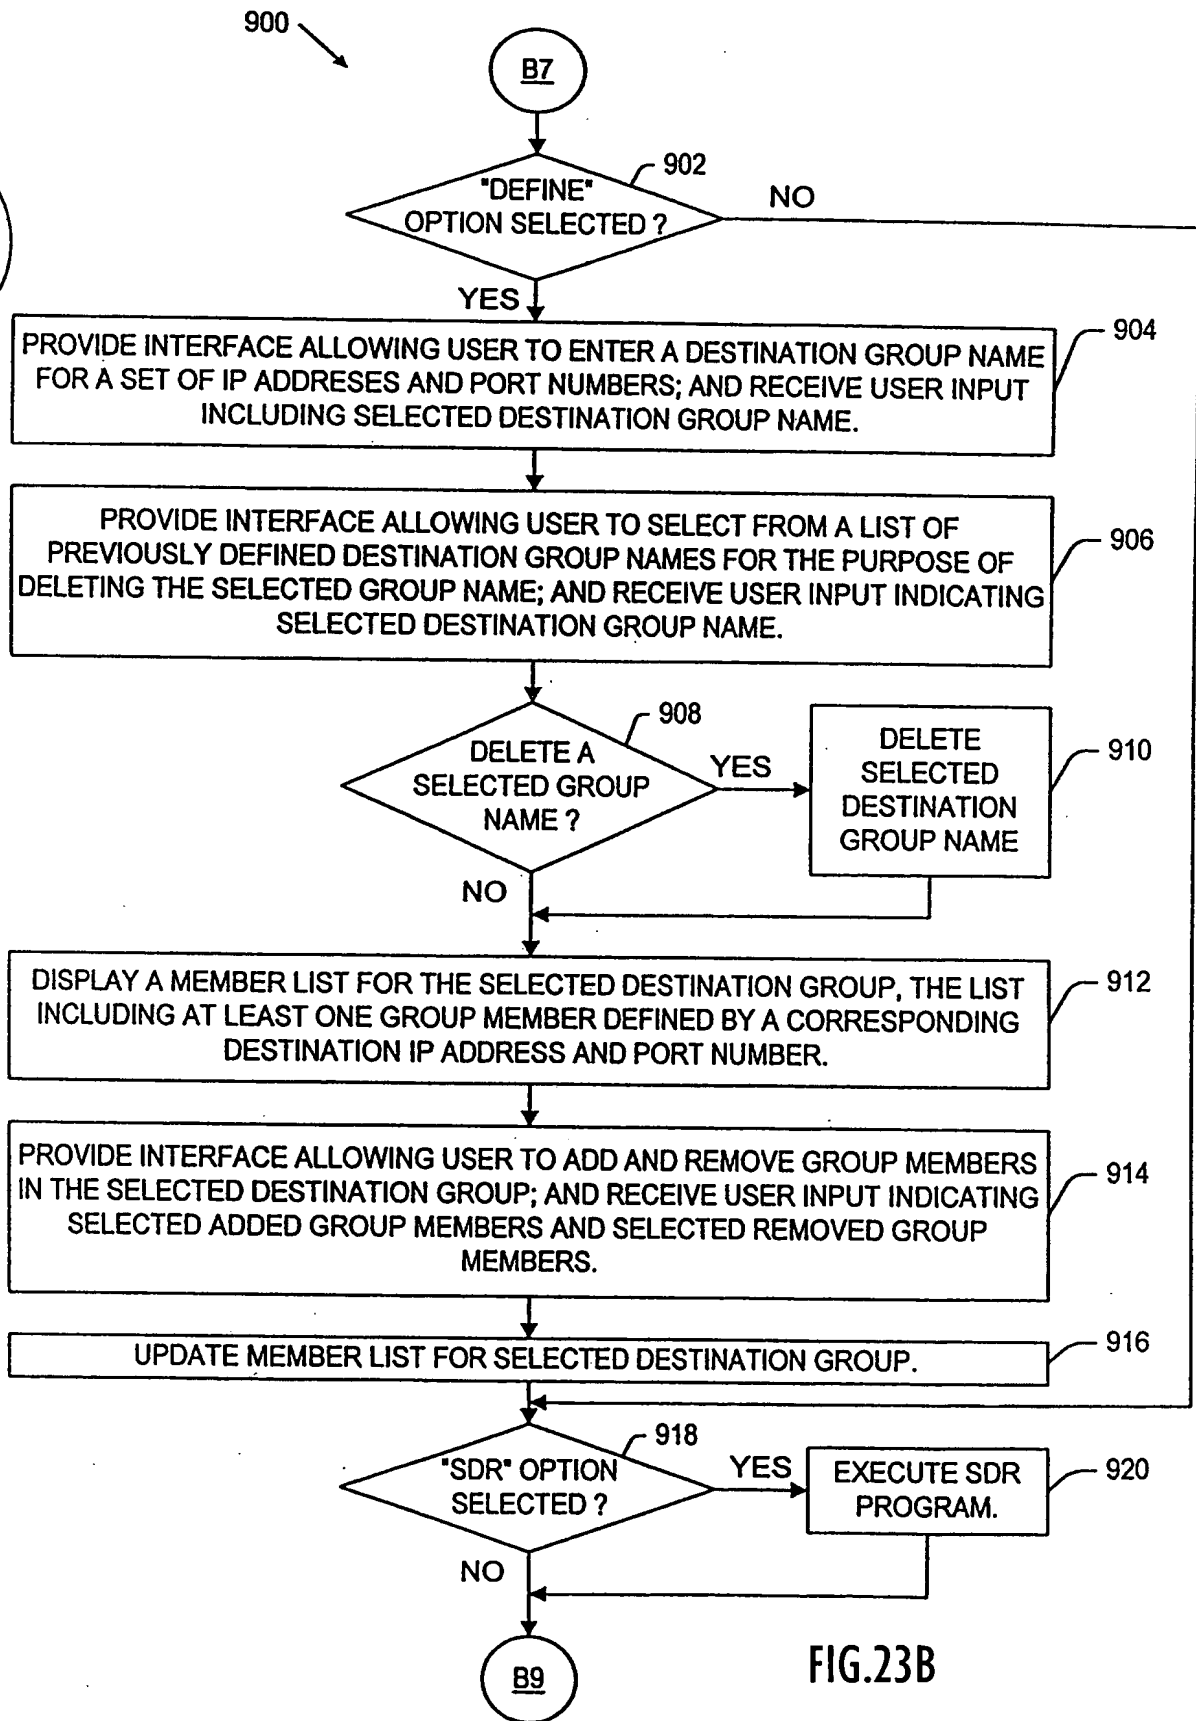 900
B7
902
"DEFINE"
OPTION SELECTED ?
NO
YES
904
PROVIDE INTERFACE ALLOWING USER TO ENTER A DESTINATION GROUP NAME
FOR A SET OF IP ADDRESES AND PORT NUMBERS; AND RECEIVE USER INPUT
INCLUDING SELECTED DESTINATION GROUP NAME.
PROVIDE INTERFACE ALLOWING USER TO SELECT FROM A LIST OF
PREVIOUSLY DEFINED DESTINATION GROUP NAMES FOR THE PURPOSE OF
DELETING THE SELECTED GROUP NAME; AND RECEIVE USER INPUT INDICATING
SELECTED DESTINATION GROUP NAME.
906
908
DELETE A
SELECTED GROUP
NAME ?
YES
DELETE
SELECTED
DESTINATION
GROUP NAME
910
NO
DISPLAY A MEMBER LIST FOR THE SELECTED DESTINATION GROUP, THE LIST
INCLUDING AT LEAST ONE GROUP MEMBER DEFINED BY A CORRESPONDING
DESTINATION IP ADDRESS AND PORT NUMBER.
912
PROVIDE INTERFACE ALLOWING USER TO ADD AND REMOVE GROUP MEMBERS
IN THE SELECTED DESTINATION GROUP; AND RECEIVE USER INPUT INDICATING
SELECTED ADDED GROUP MEMBERS AND SELECTED REMOVED GROUP
MEMBERS.
914
UPDATE MEMBER LIST FOR SELECTED DESTINATION GROUP.
916
918
"SDR" OPTION
SELECTED ?
YES
EXECUTE SDR
PROGRAM.
920
NO
B9
FIG.23B